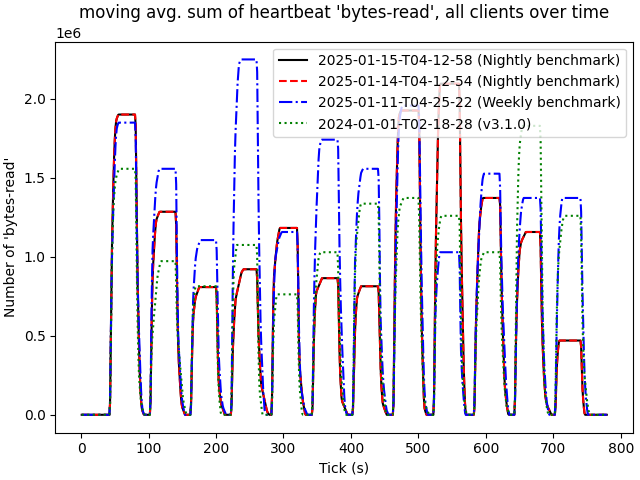 moving avg. sum of heartbeat 'bytes-read', all clients over time
1e6
2025-01-15-T04-12-58 (Nightly benchmark)
2025-01-14-T04-12-54 (Nightly benchmark)
2025-01-11-T04-25-22 (Weekly benchmark)
2024-01-01-T02-18-28 (v3.1.0)
Number of 'bytes-read'
2.0
1.5
1.0
0.5
0.0
0 100 200 300 400 500 600 700 800
Tick (s)